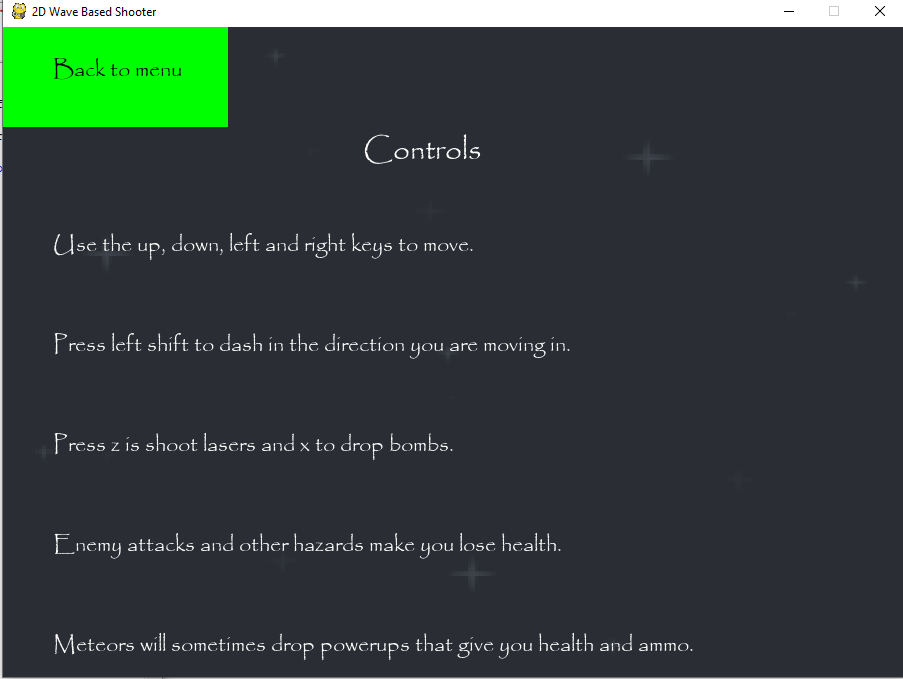 2D Wave Based Shooter
Back to menu
Controls
Use the up, down, left and right keys to move.
Press left shift to dash in the direction you are moving in.
Press z is shoot lasers and x to drop bombs.
Enemy attacks and other hazards make you lose health.
Meteors will sometimes drop powerups that give you health and ammo.